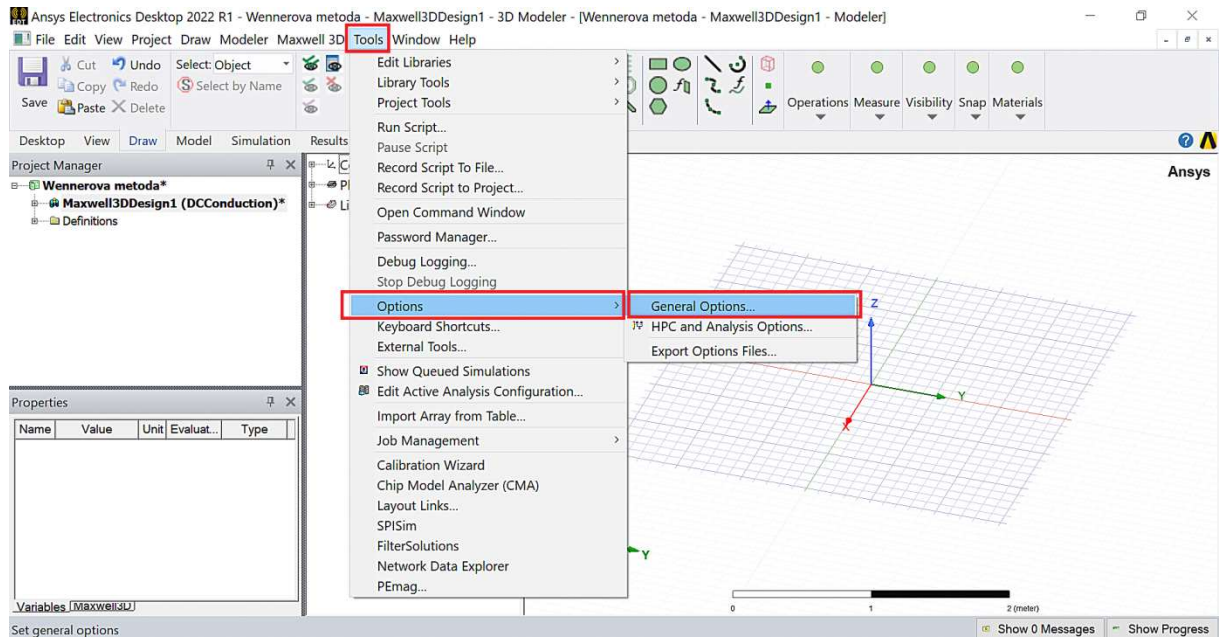 Ansys Electronics Desktop 2022 R1 - Wennerova metoda - Maxwell3DDesign1 - 3D Modeler - [Wennerova metoda - Maxwell3DDesign1 - Modeler]
File Edit View Project Draw Modeler Maxwell 3D Tools Window Help
Save
Cut
Copy
Paste
Undo
Redo
Delete
Select: Object
Select by Name
Operations Measure Visibility Snap Materials
Desktop View Draw Model Simulation Results
Project Manager
Wennerova metoda*
Maxwell3DDesign1 (DCConduction)*
Definitions
Properties
Name Value Unit Evaluat... Type
Variables Maxwell3D
Set general options
Edit Libraries
Library Tools
Project Tools
Run Script...
Pause Script
Record Script To File...
Record Script to Project...
Open Command Window
Password Manager...
Debug Logging...
Stop Debug Logging
Options
Keyboard Shortcuts...
External Tools...
Show Queued Simulations
Edit Active Analysis Configuration...
Import Array from Table...
Job Management
Calibration Wizard
Chip Model Analyzer (CMA)
Layout Links...
SPISim
FilterSolutions
Network Data Explorer
PEmag...
General Options...
HPC and Analysis Options...
Export Options Files...
Ansys
Z
Y
X
Y
0 1 2 (meter)
Show 0 Messages
Show Progress